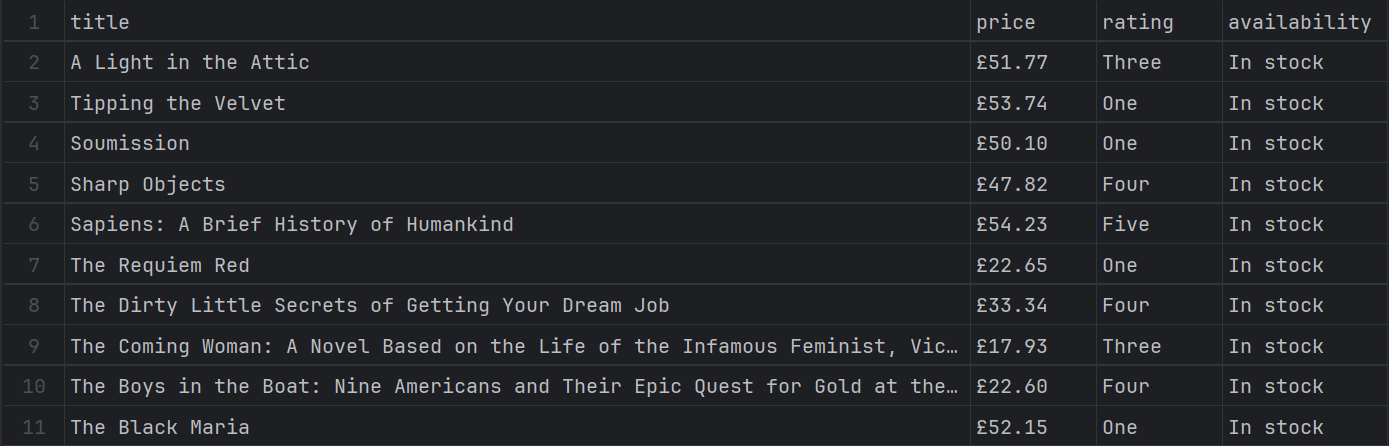 1 title price rating availability
2 A Light in the Attic £51.77 Three In stock
3 Tipping the Velvet £53.74 One In stock
4 Soumission £50.10 One In stock
5 Sharp Objects £47.82 Four In stock
6 Sapiens: A Brief History of Humankind £54.23 Five In stock
7 The Requiem Red £22.65 One In stock
8 The Dirty Little Secrets of Getting Your Dream Job £33.34 Four In stock
9 The Coming Woman: A Novel Based on the Life of the Infamous Feminist, Vic… £17.93 Three In stock
10 The Boys in the Boat: Nine Americans and Their Epic Quest for Gold at the… £22.60 Four In stock
11 The Black Maria £52.15 One In stock